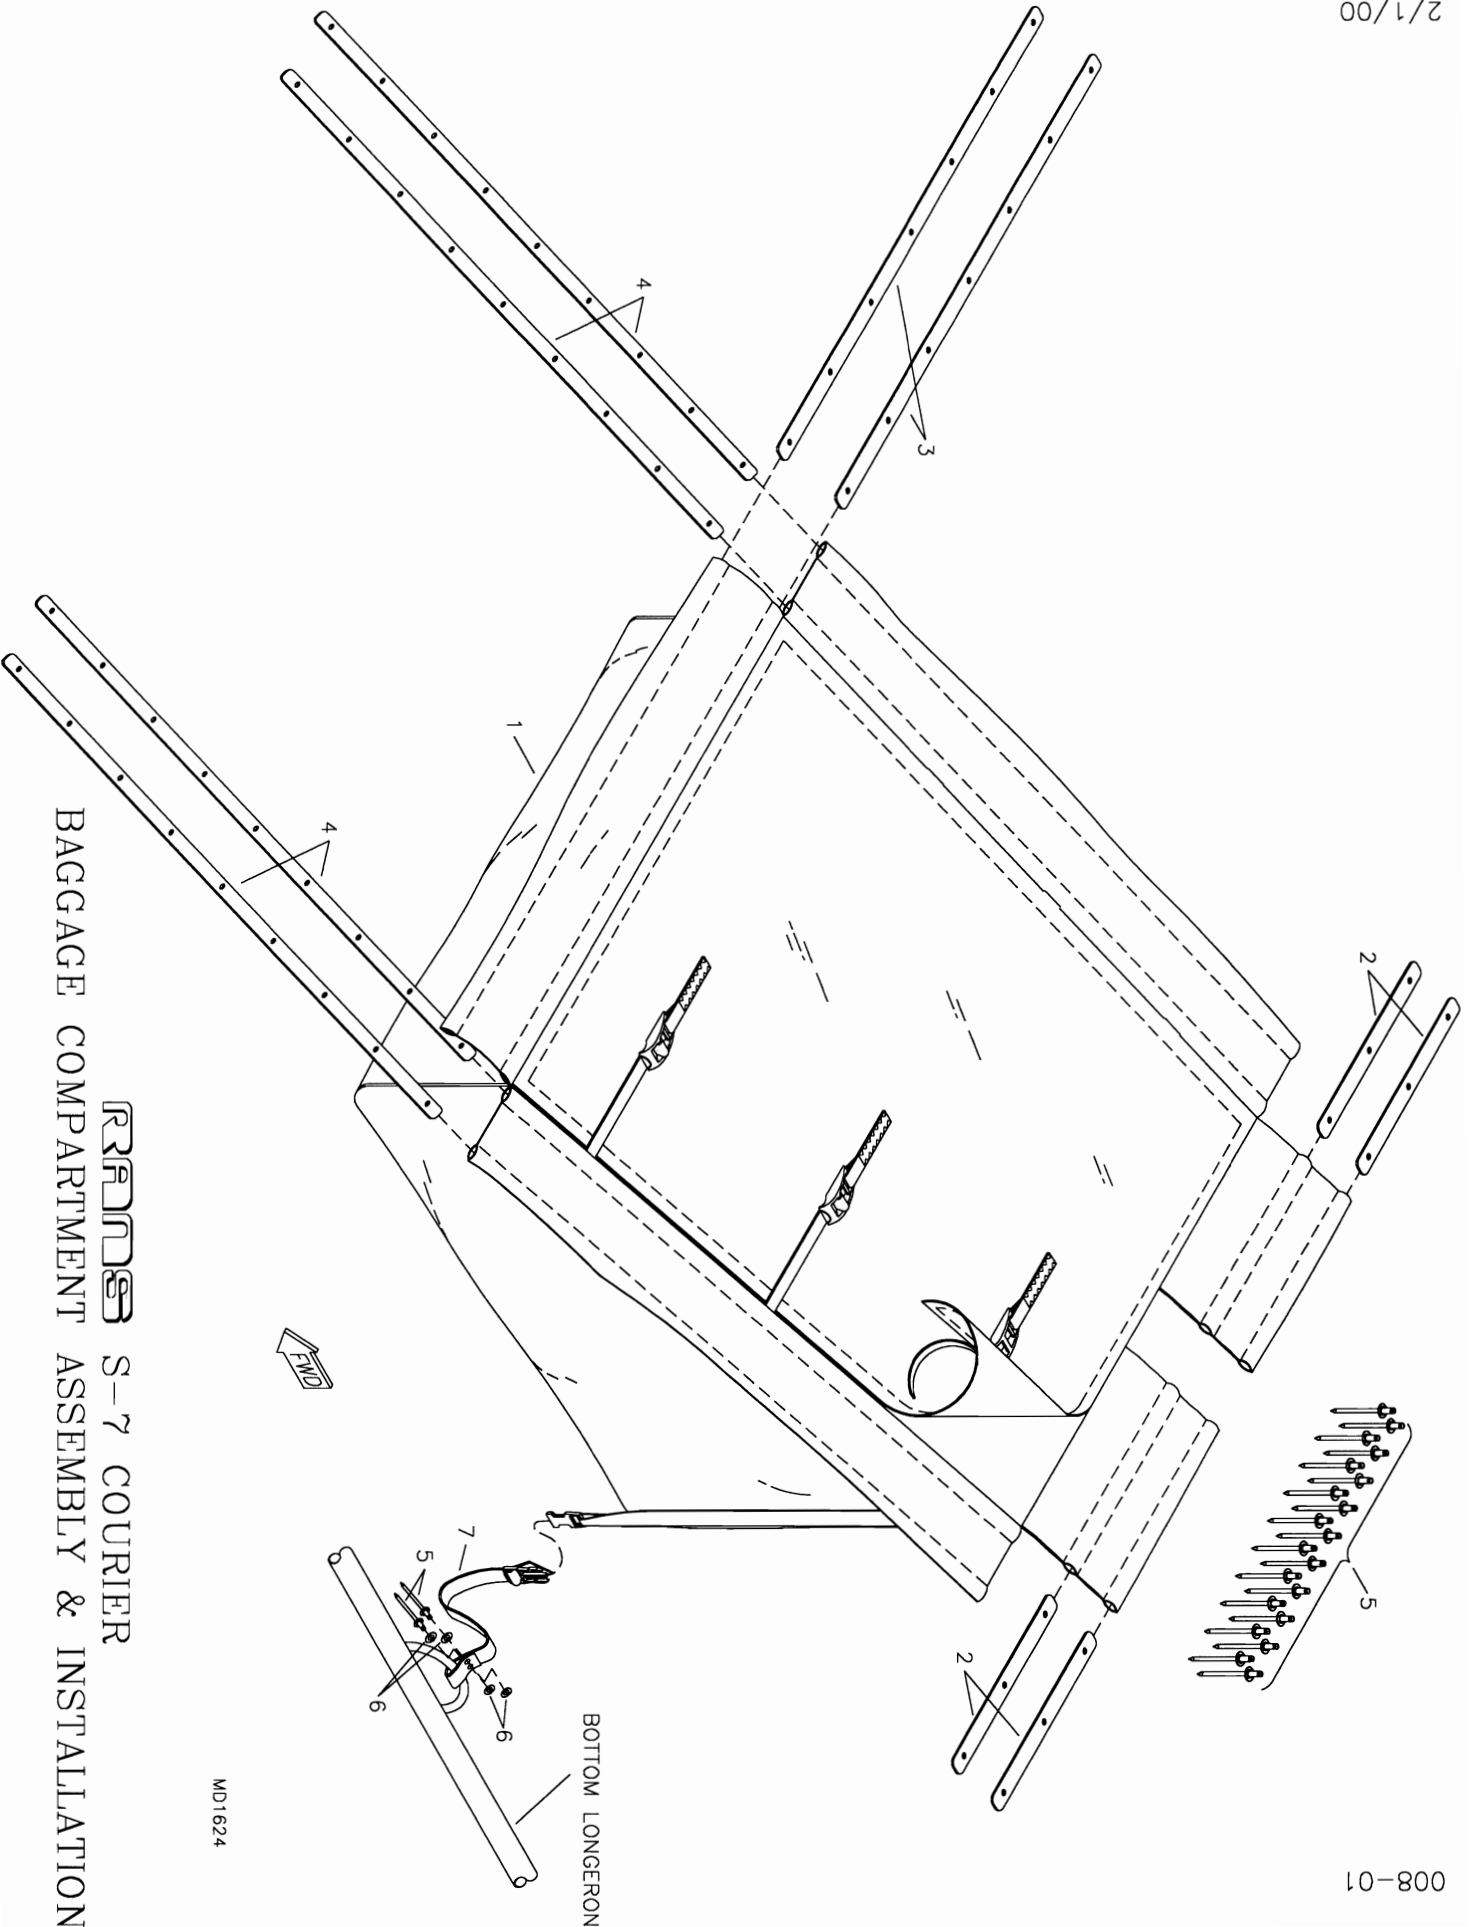 2/1/00
008-01
4
3
1
4
2
5
2
7
5
6
6
BOTTOM LONGERON
FWD
MD1624
RANS S-7 COURIER
BAGGAGE COMPARTMENT ASSEMBLY & INSTALLATION